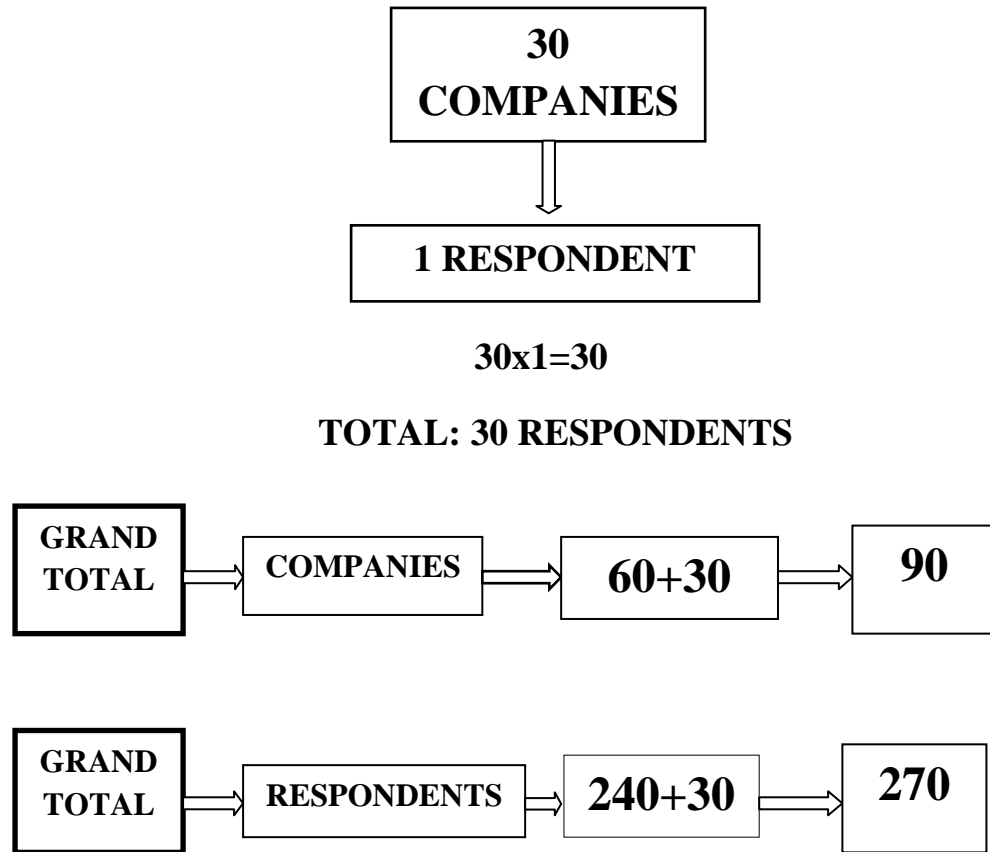 30
COMPANIES
1 RESPONDENT
30x1=30
TOTAL: 30 RESPONDENTS
GRAND
TOTAL
COMPANIES
60+30
90
GRAND
TOTAL
RESPONDENTS
240+30
270